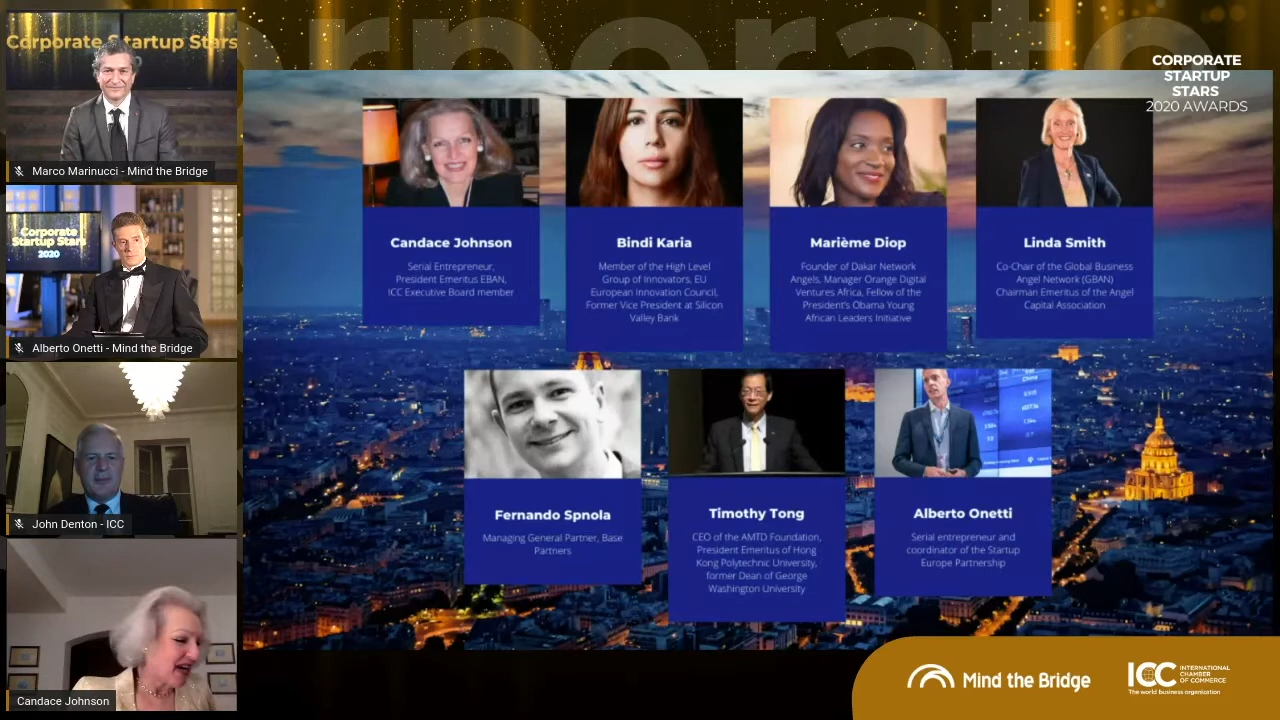 Corporate Startup Stars
Marco Marinucci - Mind the Bridge
Corporate
Startup Stars
2020
Alberto Onetti - Mind the Bridge
John Denton - ICC
Candace Johnson
orporate
CORPORATE
STARTUP
STARS
2020 AWARDS
Candace Johnson
Serial Entrepreneur,
President Emeritus EBAN,
ICC Executive Board member
Bindi Karia
Member of the High Level
Group of Innovators, EU
European Innovation Council,
Former Vice President at Silicon
Valley Bank
Marième Diop
Founder of Dakar Network
Angels, Manager Orange Digital
Ventures Africa, Fellow of the
President's Obama Young
African Leaders Initiative
Linda Smith
Co-Chair of the Global Business
Angel Network (GBAN)
Chairman Emeritus of the Angel
Capital Association
Fernando Spnola
Managing General Partner, Base
Partners
Timothy Tong
CEO of the AMTD Foundation,
President Emeritus of Hong
Kong Polytechnic University,
former Dean of George
Washington University
China
Alberto Onetti
Serial entrepreneur and
coordinator of the Startup
Europe Partnership
Mind the Bridge
ICC
INTERNATIONAL
CHAMBER
OF COMMERCE
The world business organization